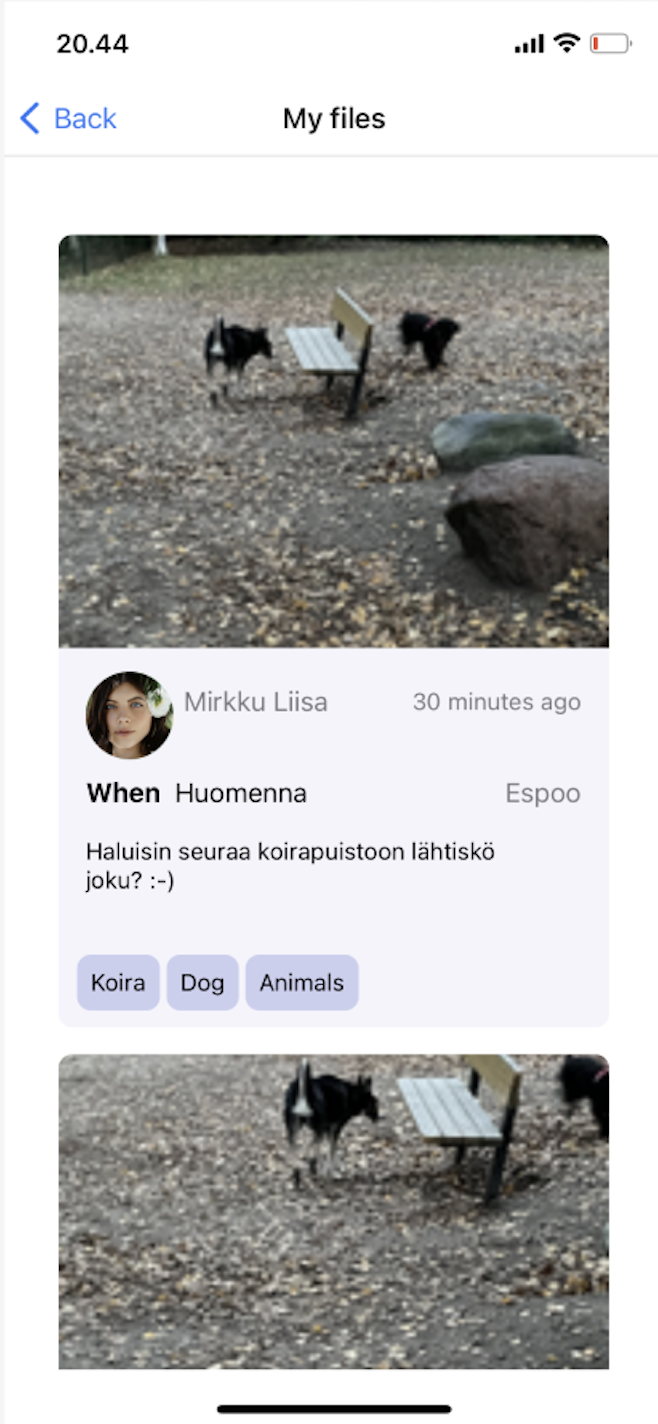 20.44
Back
My files
Mirkku Liisa
30 minutes ago
When Huomenna
Espoo
Haluisin seuraa koirapuistoon lähtiskö
joku? :-)
Koira
Dog
Animals